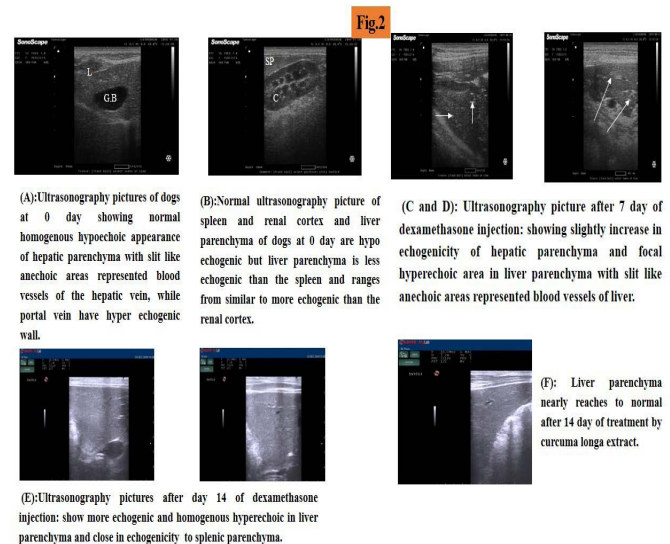 Fig.2
SonoScape
SonoScape
SonoScape
SonoScape
L
G.B
SP
C
(A):Ultrasonography pictures of dogs
at 0 day showing normal
homogenous hypoechoic appearance
of hepatic parenchyma with slit like
anechoic areas represented blood
vessels of the hepatic vein, while
portal vein have hyper echogenic
wall.
(B):Normal ultrasonography picture of
spleen and renal cortex and liver
parenchyma of dogs at 0 day are hypo
echogenic but liver parenchyma is less
echogenic than the spleen and ranges
from similar to more echogenic than the
renal cortex.
(C and D): Ultrasonography picture after 7 day of
dexamethasone injection: showing slightly increase in
echogenicity of hepatic parenchyma and focal
hyperechoic area in liver parenchyma with slit like
anechoic areas represented blood vessels of liver.
(F): Liver parenchyma
nearly reaches to normal
after 14 day of treatment by
curcuma longa extract.
(E):Ultrasonography pictures after day 14 of dexamethasone
injection: show more echogenic and homogenous hyperechoic in liver
parenchyma and close in echogenicity to splenic parenchyma.